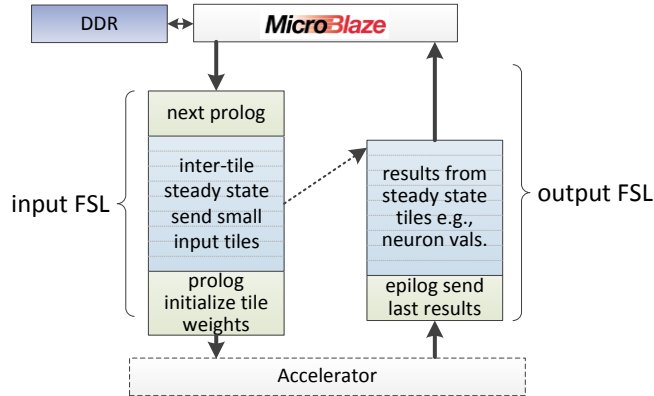 DDR
MicroBlaze
next prolog
inter-tile
steady state
send small
input tiles
prolog
initialize tile
weights
input FSL
results from
steady state
tiles e.g.,
neuron vals.
epilog send
last results
output FSL
Accelerator